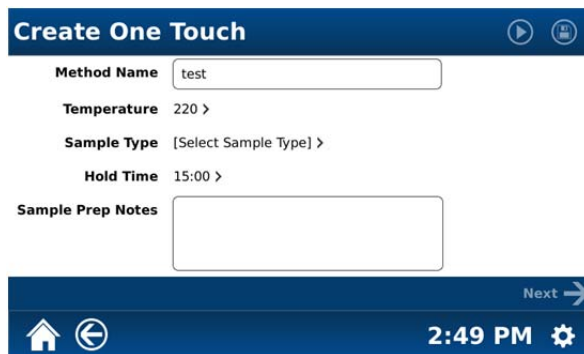 Create One Touch
Method Name test
Temperature 220 >
Sample Type [Select Sample Type] >
Hold Time 15:00 >
Sample Prep Notes
Next
2:49 PM